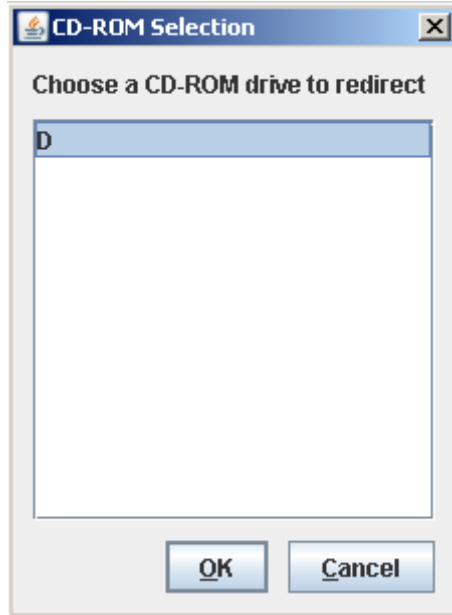 CD-ROM Selection
Choose a CD-ROM drive to redirect
D
OK
Cancel